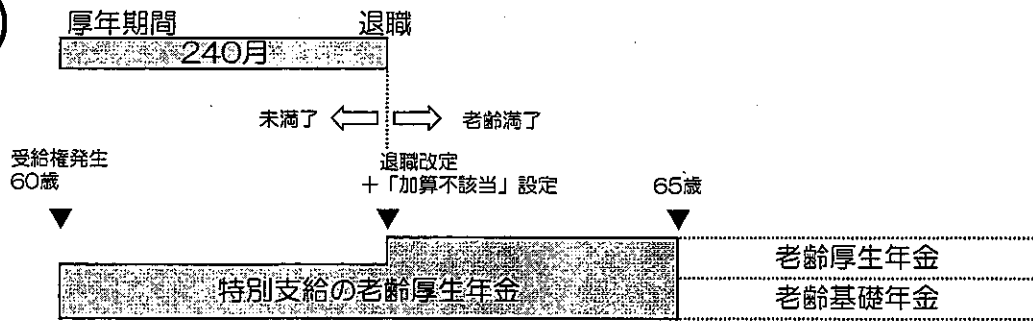 厚年期間 退職
240月
未満了 老齢満了
受給権発生
60歳
退職改定
＋「加算不該当」設定
65歳
特別支給の老齢厚生年金
老齢厚生年金
老齢基礎年金